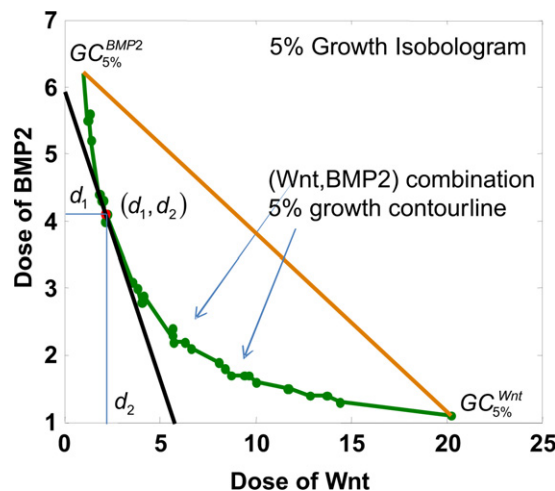 5% Growth Isobologram
GC5%BMP2
(Wnt,BMP2) combination
5% growth contourline
d1
(d1,d2)
d2
GC5%Wnt
7
6
5
4
3
2
1
0
5
10
15
20
25
Dose of BMP2
Dose of Wnt